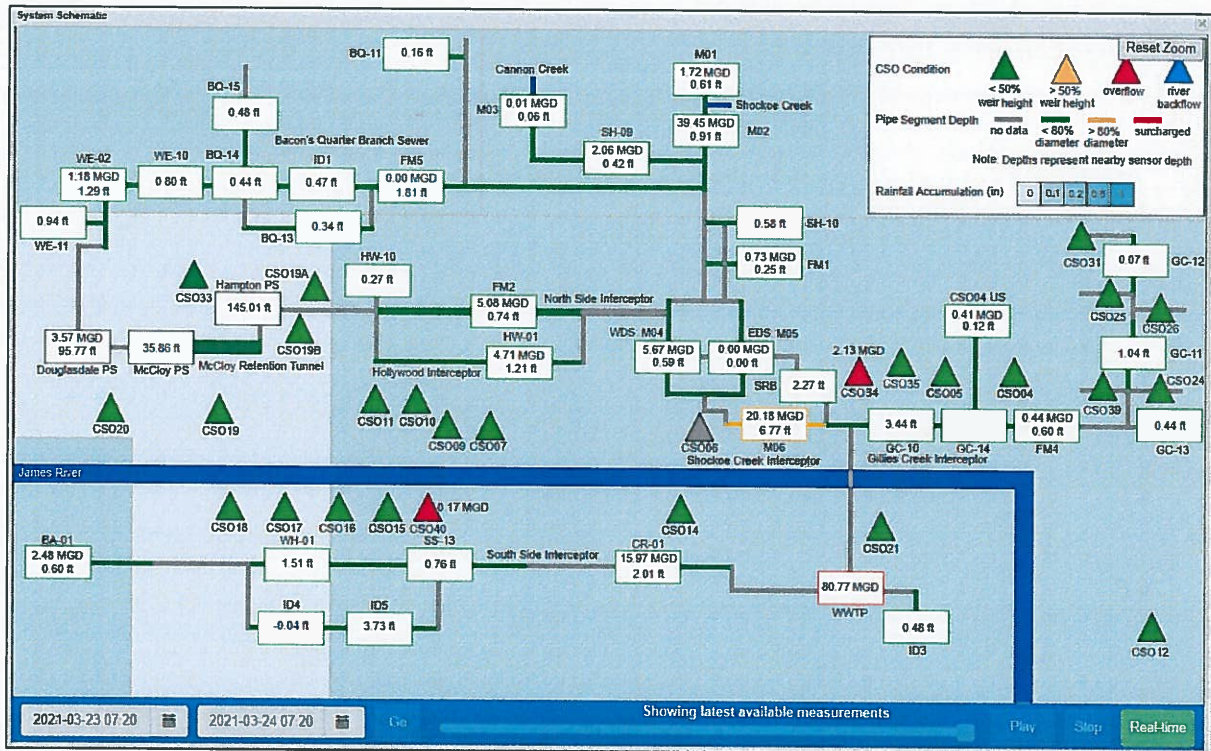 System Schematic
BQ-11
0.16 ft
M01
1.72 MGD
0.61 ft
Cannon Creek
M03
0.01 MGD
0.06 ft
Shockoe Creek
39.45 MGD
0.91 ft
M02
SH-09
2.06 MGD
0.42 ft
Reset Zoom
CSO Condition
< 50%
weir height
> 50%
weir height
overflow
river
backflow
Pipe Segment Depth
no data
< 80%
diameter
> 80%
diameter
surcharged
Note: Depths represent nearby sensor depth
Rainfall Accumulation (in)
0
0.1
0.2
BQ-15
0.48 ft
Bacon's Quarter Branch Sewer
WE-02
1.18 MGD
1.29 ft
WE-10
0.80 ft
BQ-14
0.44 ft
ID1
0.47 ft
FM5
0.00 MGD
1.81 ft
0.94 ft
WE-11
BQ-13
0.34 ft
0.58 ft
SH-10
0.73 MGD
0.25 ft
FM1
HW-10
0.27 ft
CSO33
Hampton PS
145.01 ft
CSO19A
CSO19B
FM2
5.08 MGD
0.74 ft
North Side Interceptor
HW-01
4.71 MGD
1.21 ft
Hollywood Interceptor
3.57 MGD
95.77 ft
Douglasdale PS
35.86 ft
McCloy PS
McCloy Retention Tunnel
WDS M04
5.67 MGD
0.59 ft
EDS M05
0.00 MGD
0.00 ft
SRB
2.27 ft
2.13 MGD
CSO34
CSO35
CSO05
CSO04
CSO04 US
0.41 MGD
0.12 ft
CSO31
0.07 ft
GC-12
CSO25
CSO26
1.04 ft
GC-11
CSO39
CSO24
CSO20
CSO19
CSO11
CSO10
CSO09
CSO07
CSO06
20.18 MGD
6.77 ft
M06
Shockoe Creek Interceptor
3.44 ft
GC-10
GC-14
Gillies Creek Interceptor
0.44 MGD
0.60 ft
FM4
0.44 ft
GC-13
James River
CSO18
CSO17
CSO16
CSO15
CSO40
0.17 MGD
CSO14
CSO21
BA-01
2.48 MGD
0.60 ft
WH-01
1.51 ft
SS-13
0.76 ft
South Side Interceptor
CR-01
15.97 MGD
2.01 ft
ID4
-0.04 ft
ID5
3.73 ft
80.77 MGD
WWTP
0.48 ft
ID3
CSO12
2021-03-23 07:20
2021-03-24 07:20
Go
Showing latest available measurements
Play
Stop
Real-time